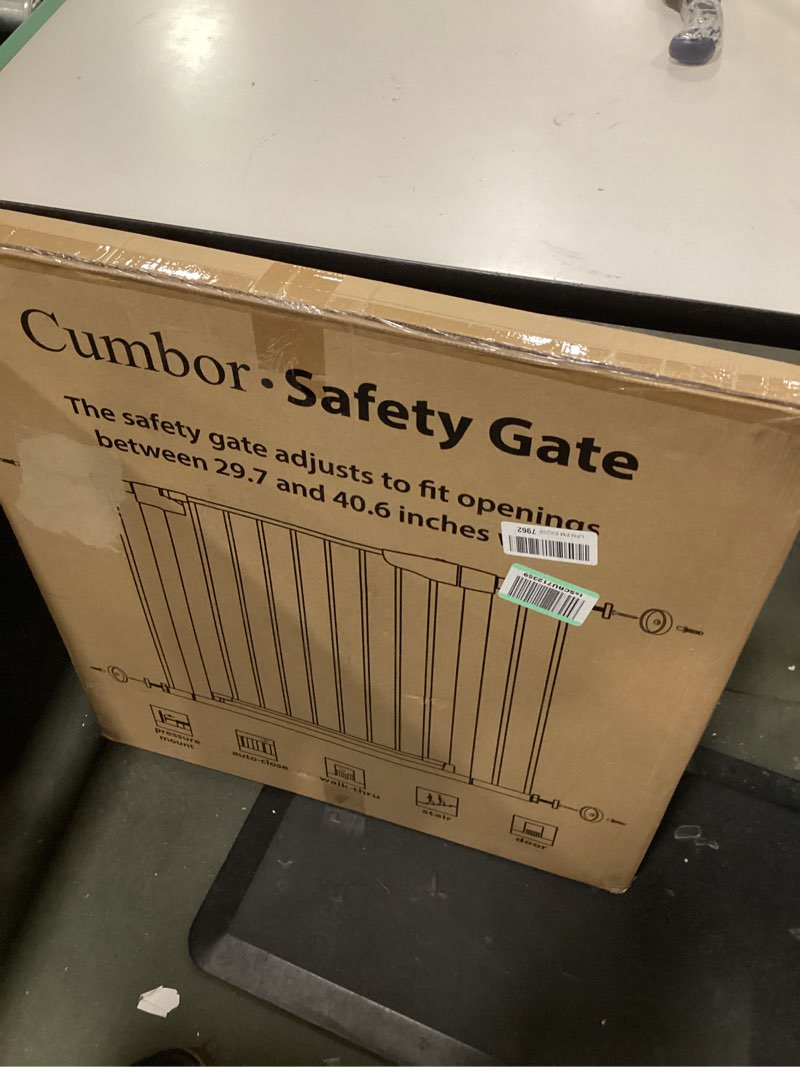 Cumbor · Safety Gate
The safety gate adjusts to fit openings
between 29.7 and 40.6 inches
7962
pressure
mount
auto-close
walk-thru
stair
door